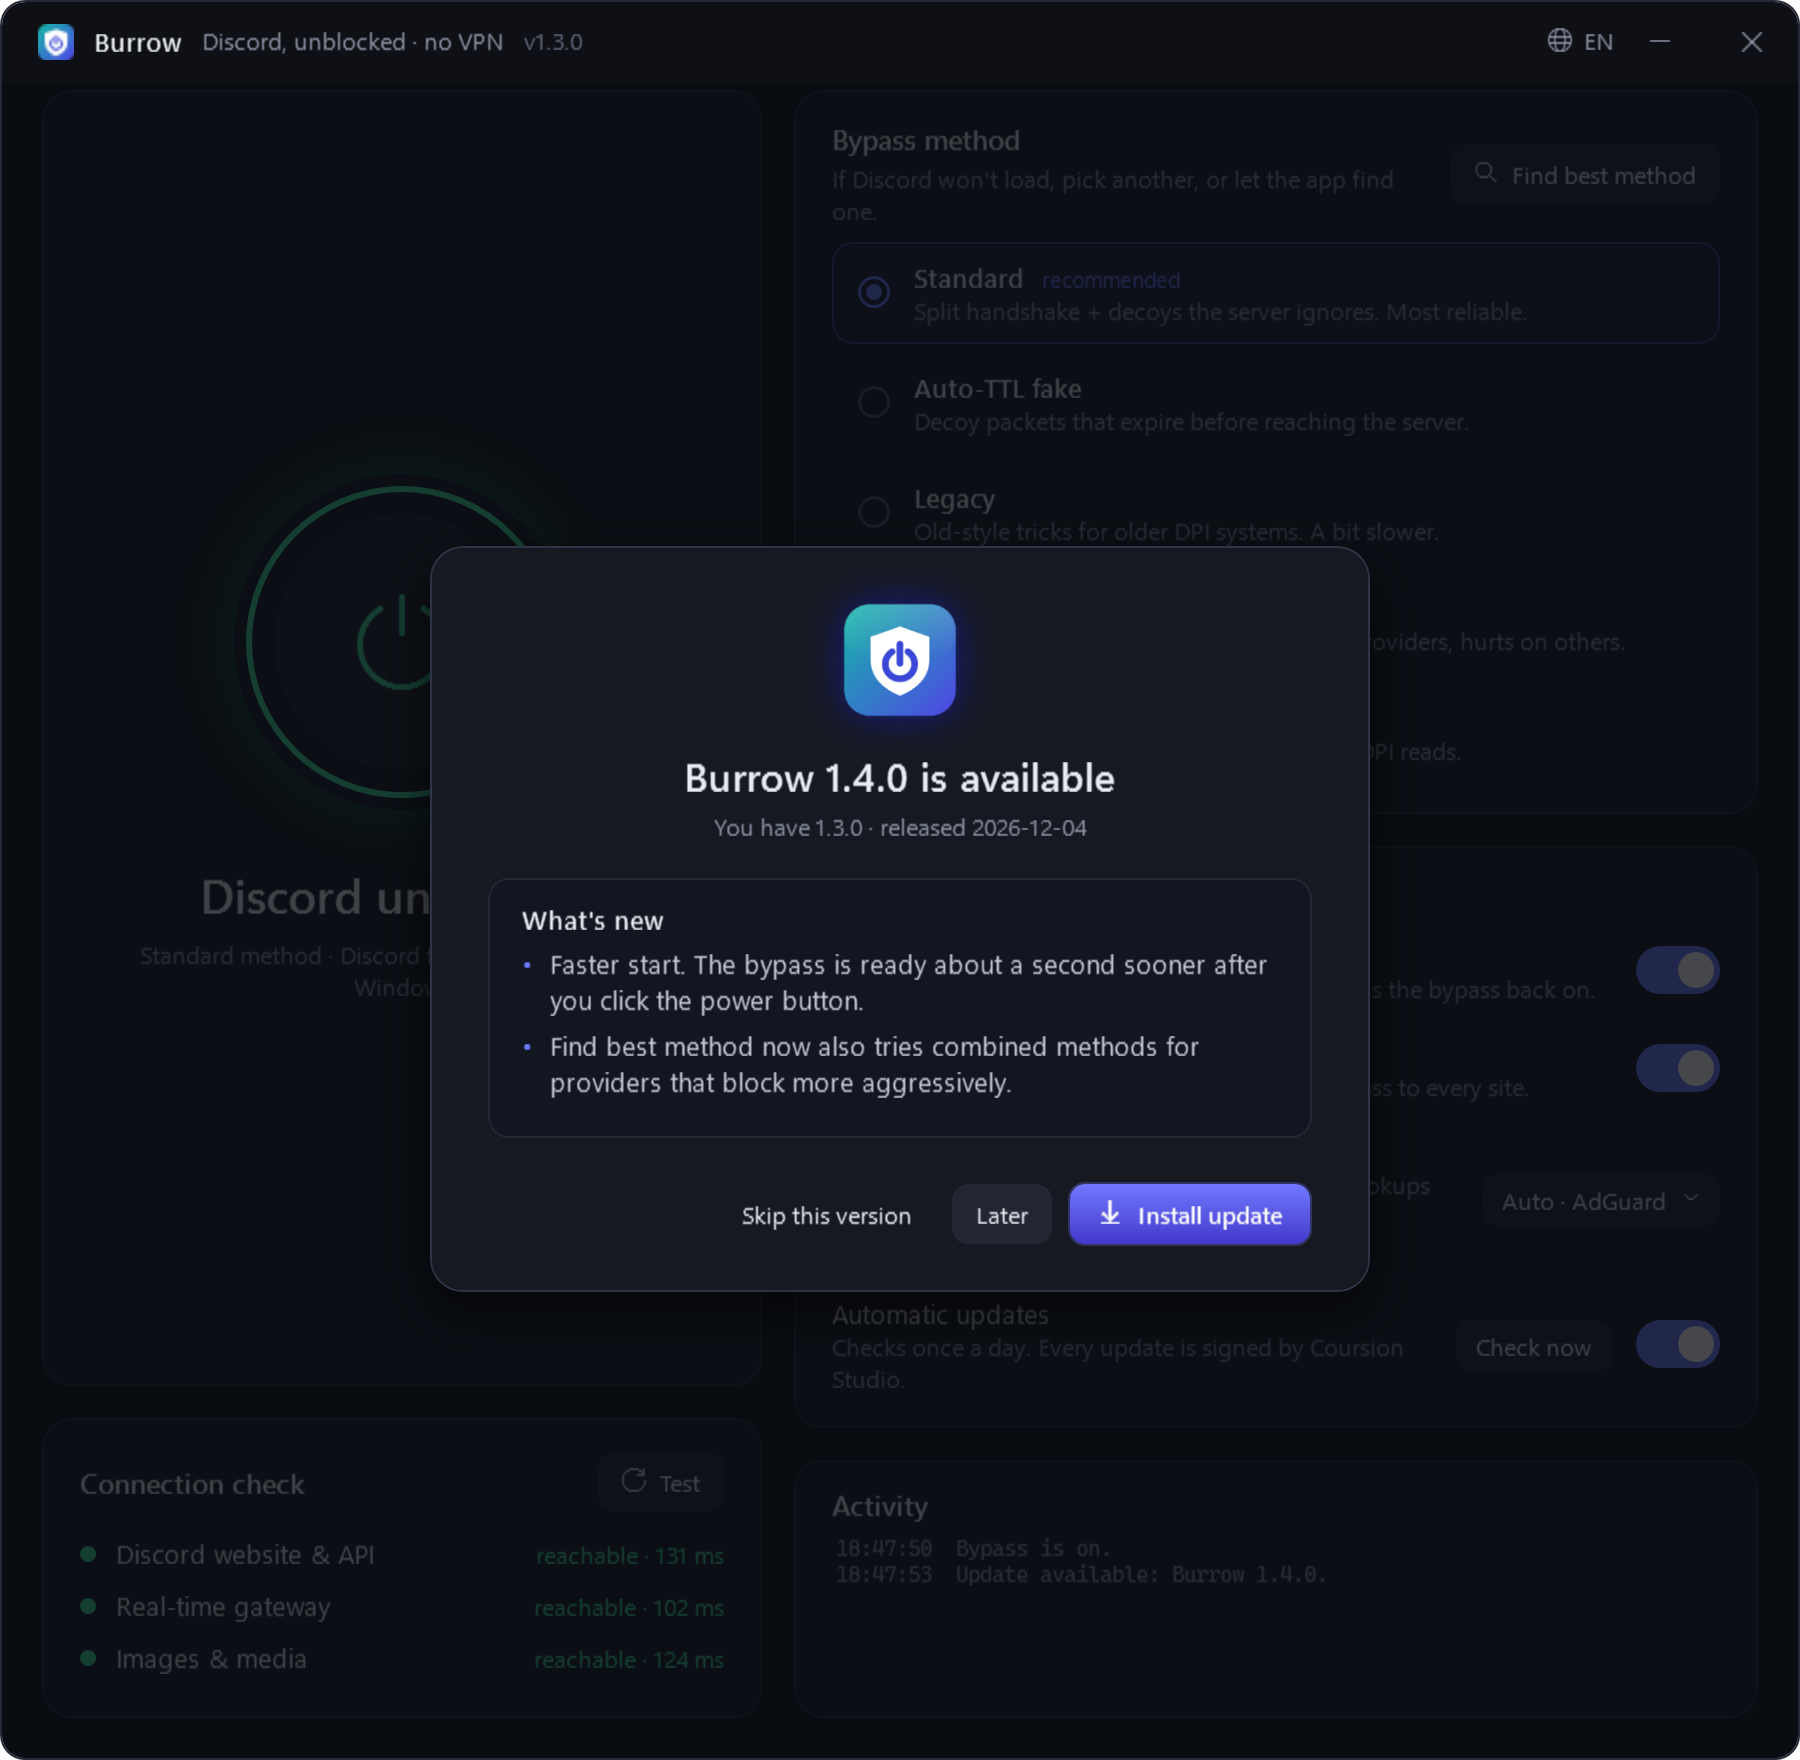 Burrow Discord, unblocked · no VPN v1.3.0
EN
Bypass method
If Discord won't load, pick another, or let the app find
one.
Find best method
Standard recommended
Split handshake + decoys the server ignores. Most reliable.
Auto-TTL fake
Decoy packets that expire before reaching the server.
Legacy
Old-style tricks for older DPI systems. A bit slower.
oviders, hurts on others.
PI reads.
Burrow 1.4.0 is available
You have 1.3.0 · released 2026-12-04
What's new
• Faster start. The bypass is ready about a second sooner after
you click the power button.
• Find best method now also tries combined methods for
providers that block more aggressively.
Skip this version
Later
Install update
Discord un
Standard method · Discord
Window
s the bypass back on.
ss to every site.
okups
Auto · AdGuard
Automatic updates
Checks once a day. Every update is signed by Coursion
Studio.
Check now
Connection check
Test
Discord website & API reachable · 131 ms
Real-time gateway reachable · 102 ms
Images & media reachable · 124 ms
Activity
18:47:50 Bypass is on.
18:47:53 Update available: Burrow 1.4.0.